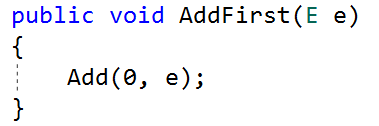 public void AddFirst(E e)
{
    Add(0, e);
}